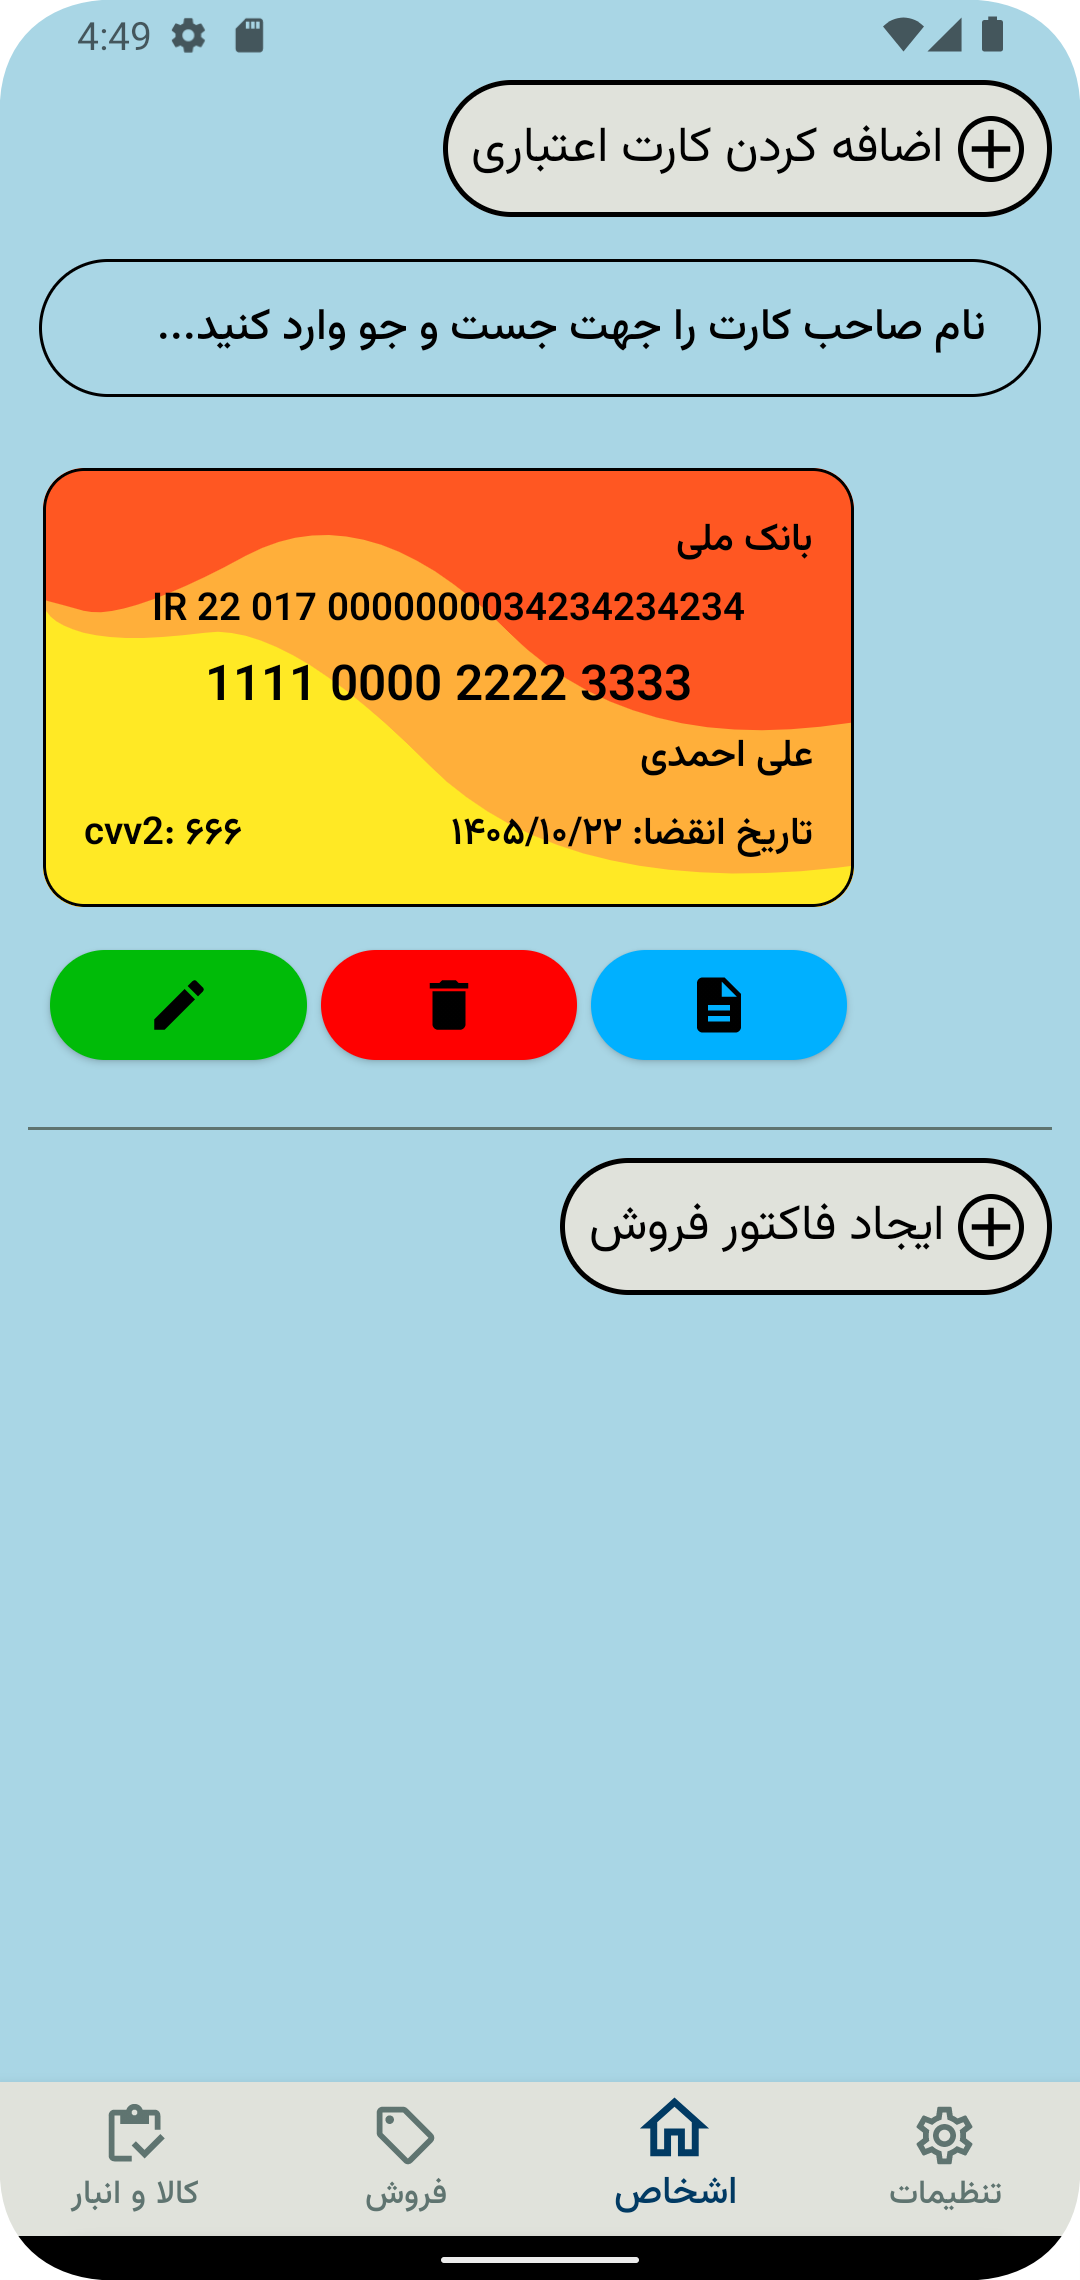 4:49
اضافه کردن کارت اعتباری
نام صاحب کارت را جهت جست و جو وارد کنید...
بانک ملی
IR 22 017 0000000034234234234
1111 0000 2222 3333
علی احمدی
تاریخ انقضا: ۱۴۰۵/۱۰/۲۲
cvv2: ۶۶۶
ایجاد فاکتور فروش
تنظیمات
اشخاص
فروش
کالا و انبار